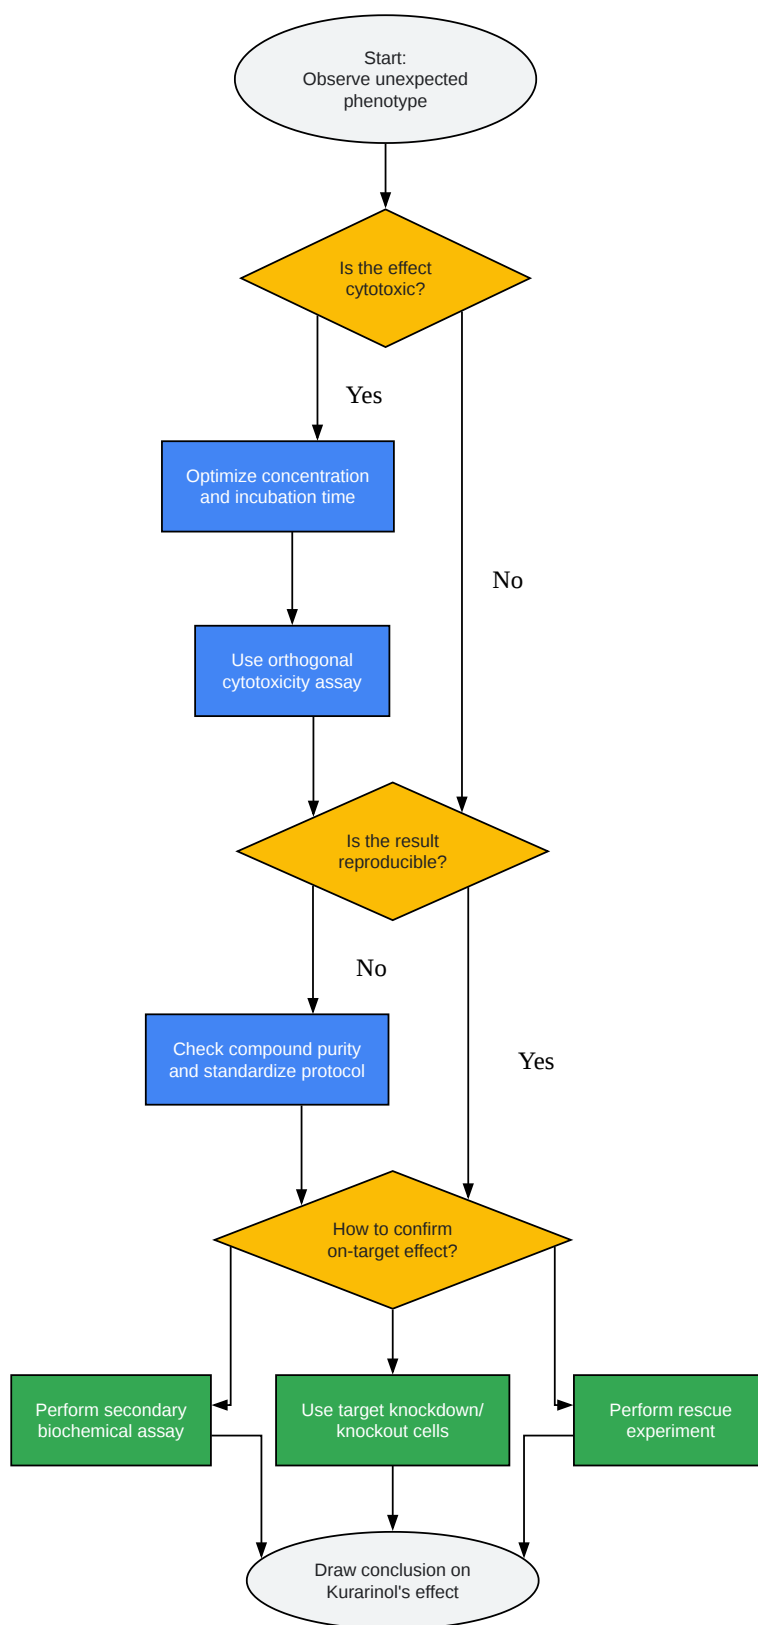 Start:
Observe unexpected
phenotype
Is the effect
cytotoxic?
Yes
Optimize concentration
and incubation time
No
Use orthogonal
cytotoxicity assay
Is the result
reproducible?
No
Check compound purity
and standardize protocol
Yes
How to confirm
on-target effect?
Perform secondary
biochemical assay
Use target knockdown/
knockout cells
Perform rescue
experiment
Draw conclusion on
Kurarinol's effect